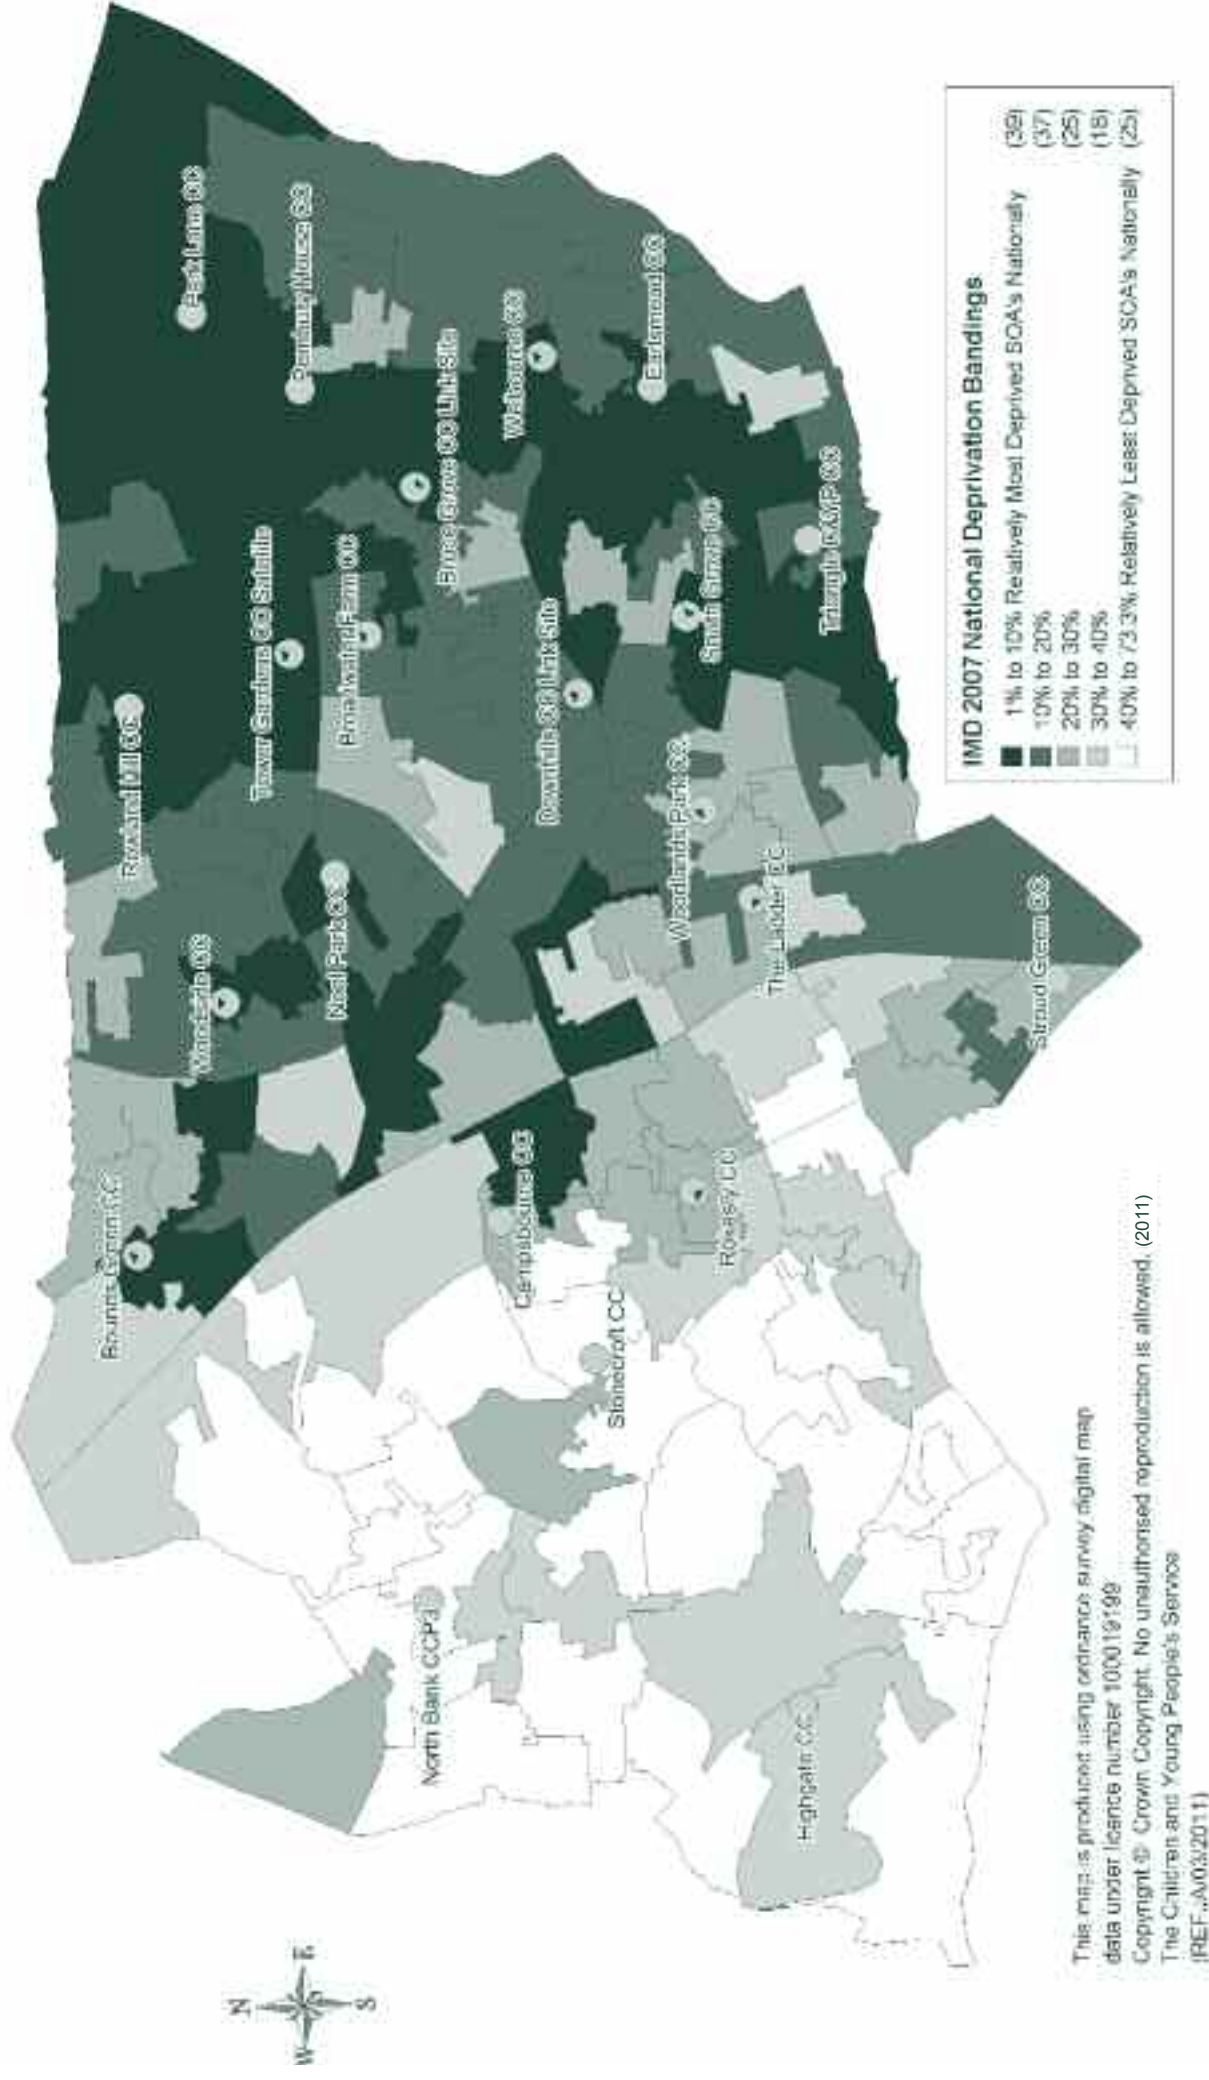 Park Lane CC
Pembury House CC
Rowland Hill CC
Tower Gardens CC Satellite
Broadwater Farm CC
Bruce Grove CC Link Site
Welbourne CC
Earlsmead CC
Woodside CC
Noel Park CC
Downhills CC Link Site
South Grove CC
Triangle CC
Bounds Green CC
Campsbourne CC
Woodlands Park CC
The Ladder CC
Stroud Green CC
Rokesly CC
Stonecroft CC
North Bank CCP3
Highgate CC
N
E
S
W
IMD 2007 National Deprivation Bandings
1% to 10% Relatively Most Deprived SOA's Nationally (39)
10% to 20% (37)
20% to 30% (25)
30% to 40% (18)
40% to 73.3% Relatively Least Deprived SOA's Nationally (25)
This map is produced using ordnance survey digital map
data under licence number 100019199
Copyright © Crown Copyright. No unauthorised reproduction is allowed. (2011)
The Children and Young People's Service
(REF:A/03/2011)